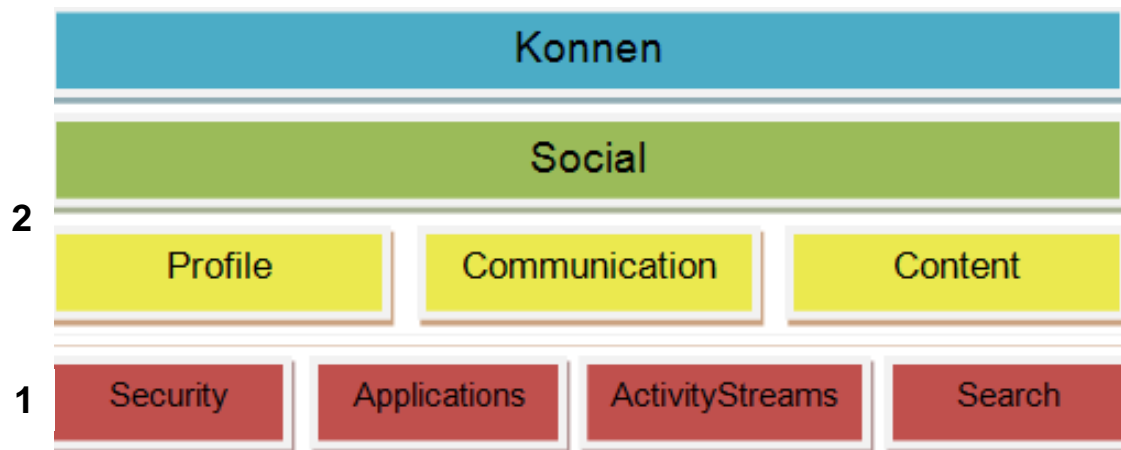 Konnen
Social
2
Profile Communication Content
1 Security Applications ActivityStreams Search